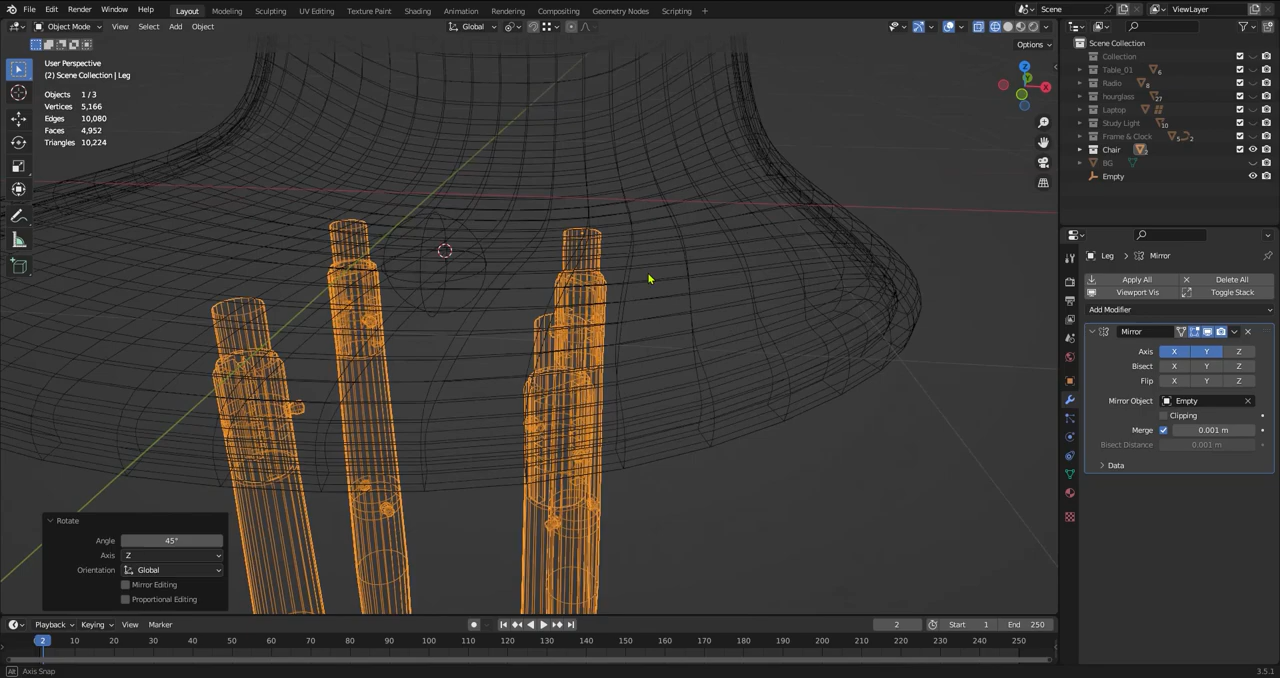 File Edit Render Window Help Layout Modeling Sculpting UV Editing Texture Paint Shading Animation Rendering Compositing Geometry Nodes Scripting + Scene ViewLayer
Object Mode View Select Add Object Global
Options
User Perspective
(2) Scene Collection | Leg
Objects 1 / 3
Vertices 5,166
Edges 10,080
Faces 4,952
Triangles 10,224
Z
Y
X
Scene Collection
Collection
Table_01 6
Radio 8
hourglass 27
Laptop
Study Light 10
Frame & Clock 5 2
Chair
BG
Empty
Leg > Mirror
Apply All Delete All
Viewport Vis Toggle Stack
Add Modifier
Mirror
Axis X Y Z
Bisect X Y Z
Flip X Y Z
Mirror Object Empty
Clipping
Merge 0.001 m
Bisect Distance 0.001 m
Data
Rotate
Angle 45°
Axis Z
Orientation Global
Mirror Editing
Proportional Editing
Playback Keying View Marker 2 Start 1 End 250
2 10 20 30 40 50 60 70 80 90 100 110 120 130 140 150 160 170 180 190 200 210 220 230 240 250
Alt Axis Snap 3.5.1